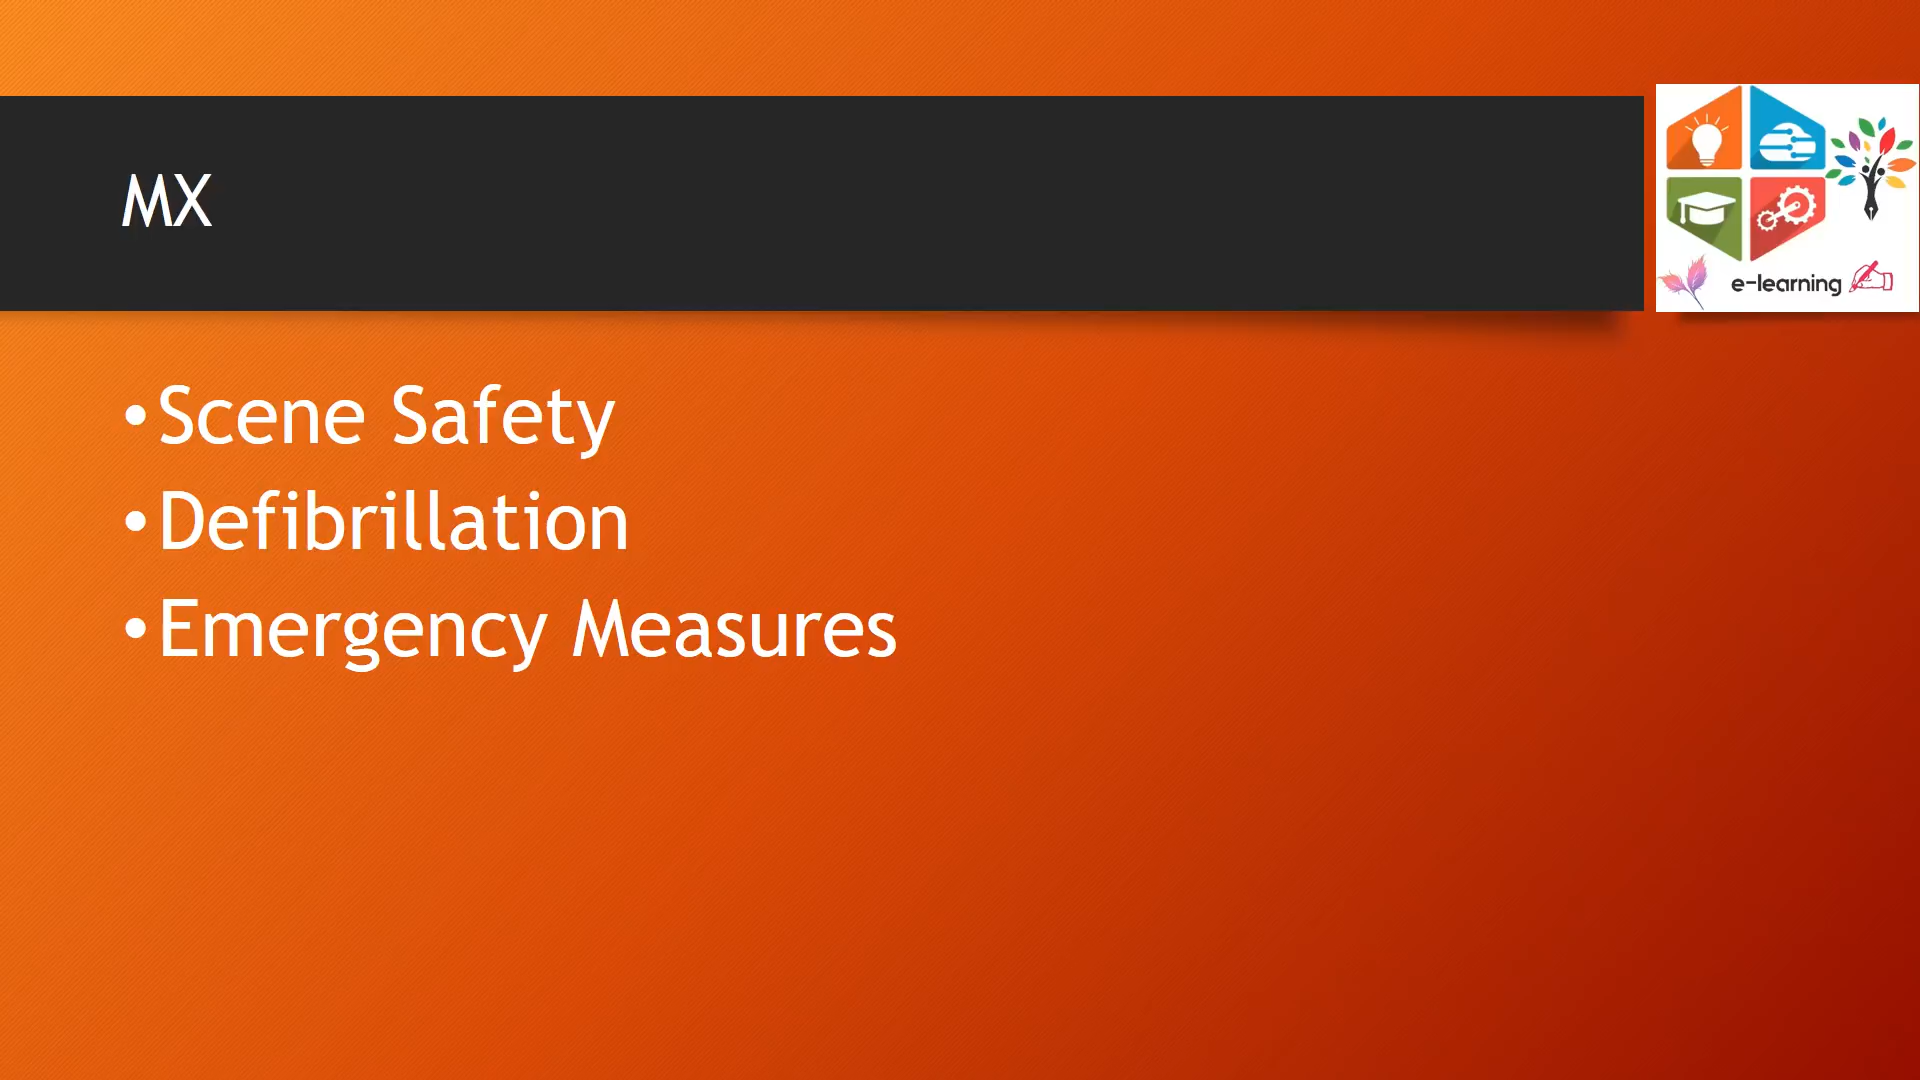 MX
e-learning
•Scene Safety
•Defibrillation
•Emergency Measures